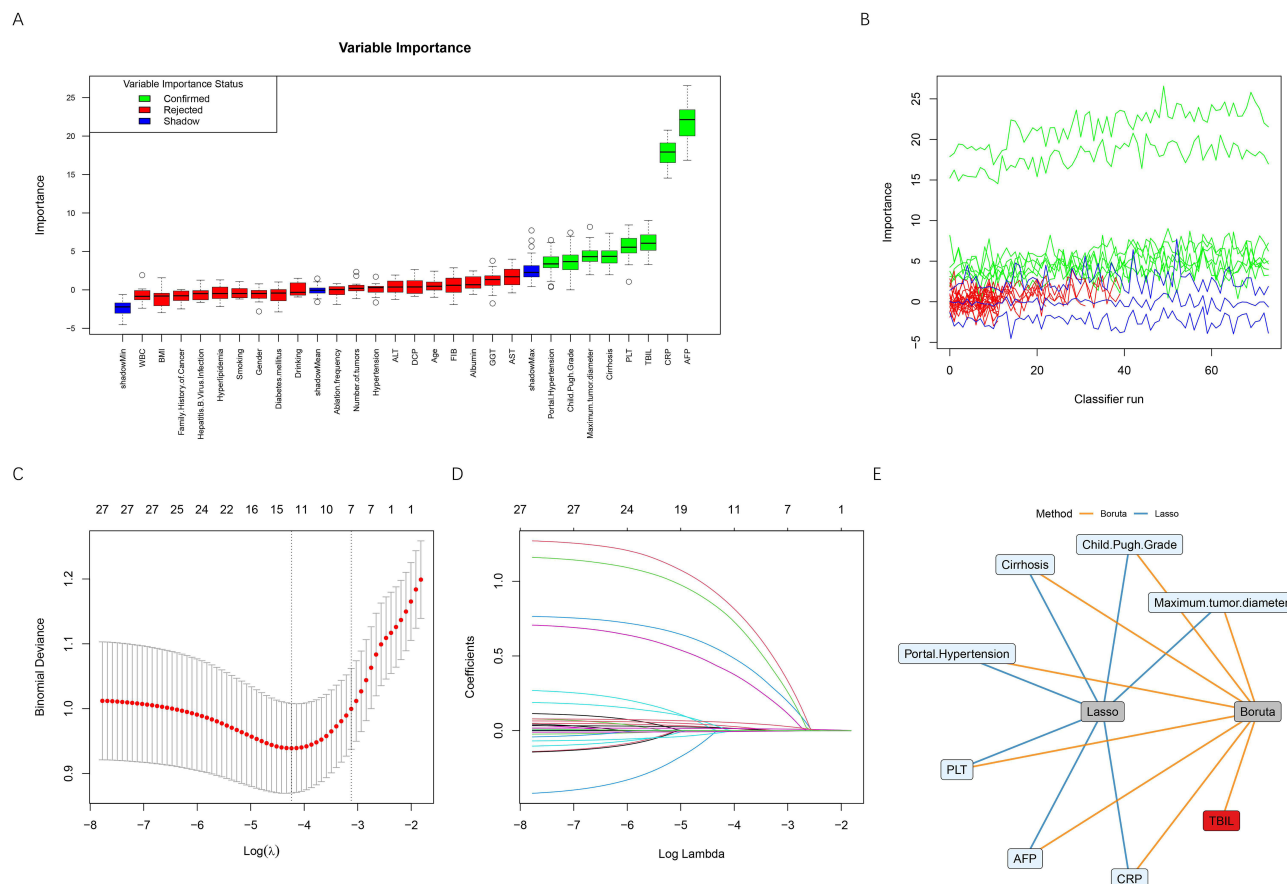 A
Variable Importance
Variable Importance Status
Confirmed
Rejected
Shadow
Importance
25
20
15
10
5
0
−5
shadowMin
WBC
BMI
Family.History.of.Cancer
Hepatitis.B.Virus.Infection
Hyperlipidemia
Smoking
Gender
Diabetes.mellitus
Drinking
shadowMean
Ablation.frequency
Number.of.tumors
Hypertension
ALT
DCP
Age
FIB
Albumin
GGT
AST
shadowMax
Portal.Hypertension
Child.Pugh.Grade
Maximum.tumor.diameter
Cirrhosis
PLT
TBIL
CRP
AFP
B
Importance
25
20
15
10
5
0
−5
0 20 40 60
Classifier run
C
27 27 27 25 24 22 16 15 11 10 7 7 1 1
Binomial Deviance
1.2
1.1
1.0
0.9
−8 −7 −6 −5 −4 −3 −2
Log(λ)
D
27 27 24 19 11 7 1
Coefficients
1.0
0.5
0.0
−8 −7 −6 −5 −4 −3 −2
Log Lambda
E
Method Boruta Lasso
Child.Pugh.Grade
Cirrhosis
Maximum.tumor.diameter
Portal.Hypertension
Lasso
Boruta
PLT
TBIL
AFP
CRP